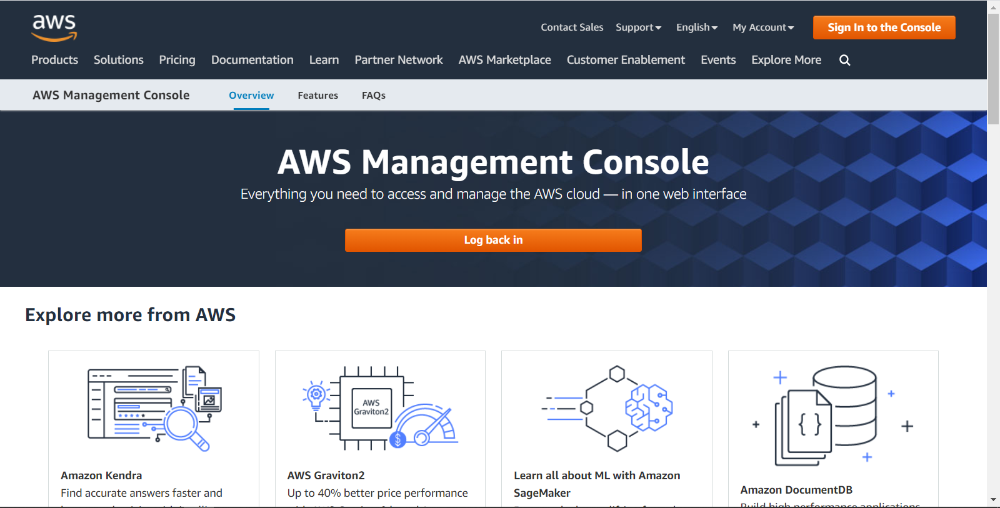 aws
Contact Sales Support English My Account Sign In to the Console
Products Solutions Pricing Documentation Learn Partner Network AWS Marketplace Customer Enablement Events Explore More
AWS Management Console Overview Features FAQs
AWS Management Console
Everything you need to access and manage the AWS cloud — in one web interface
Log back in
Explore more from AWS
AWS
Graviton2
{ }
Amazon Kendra
Find accurate answers faster and
AWS Graviton2
Up to 40% better price performance
Learn all about ML with Amazon
SageMaker
Amazon DocumentDB
Build high performance applications